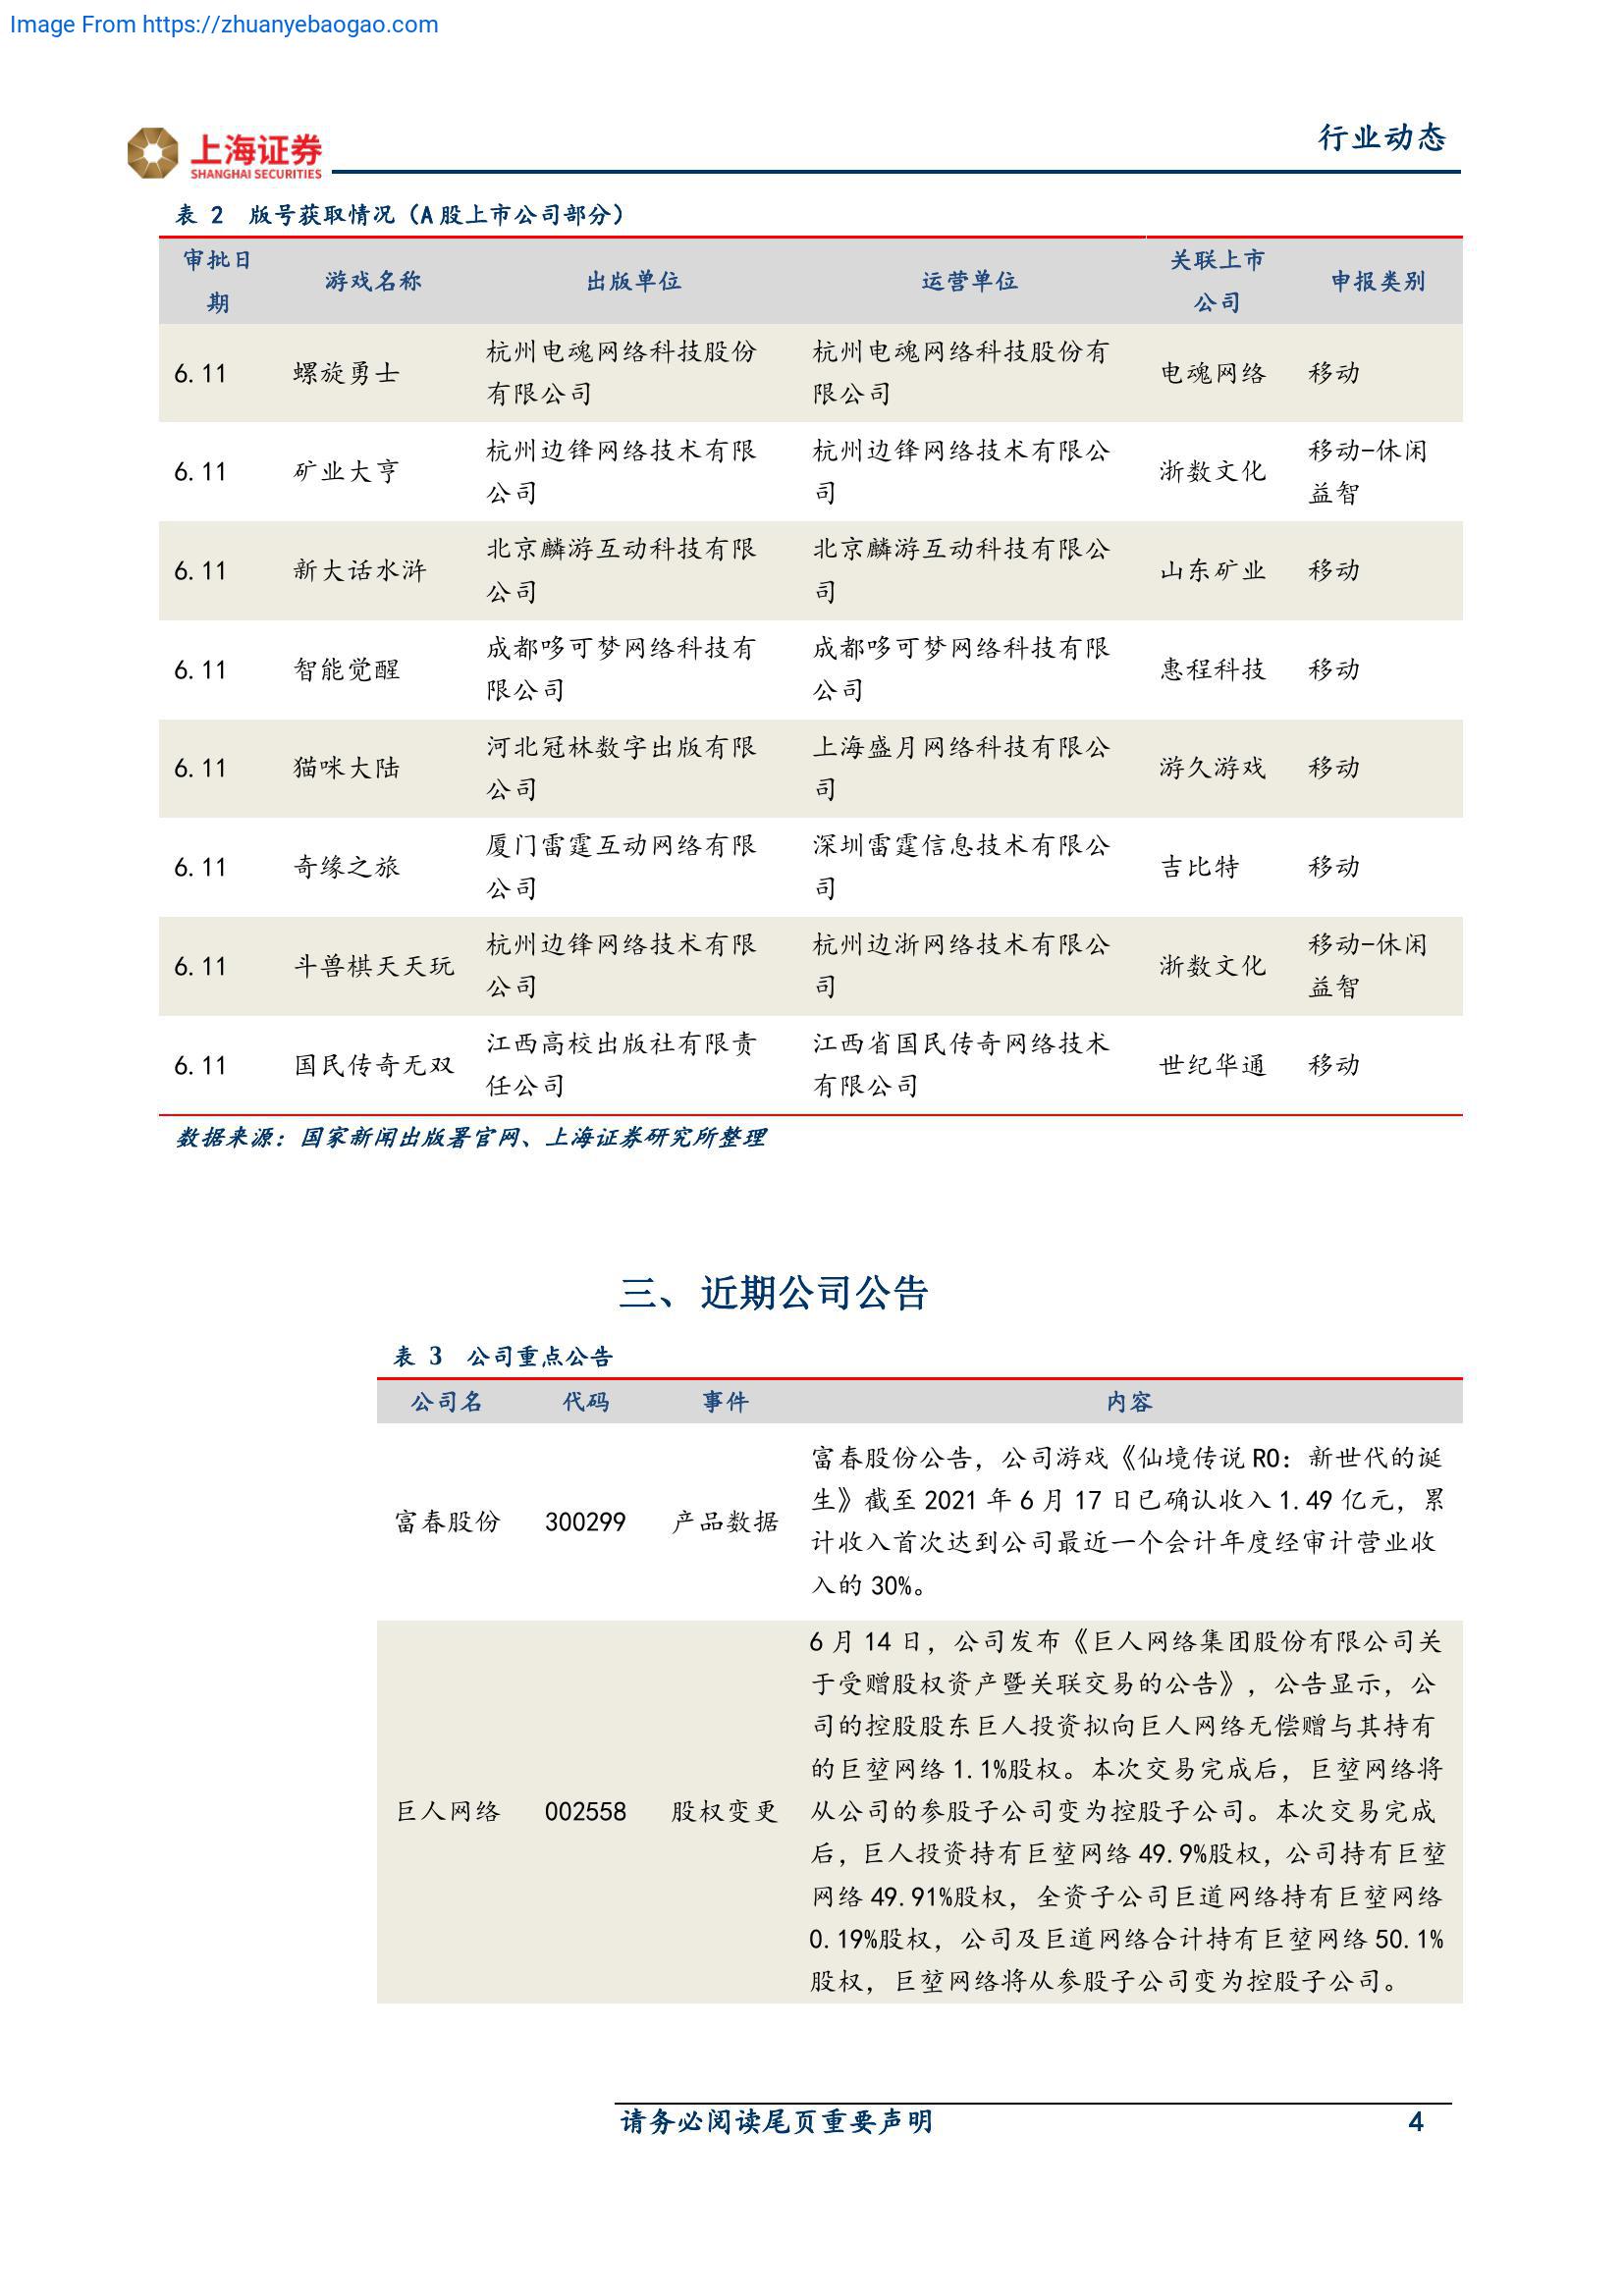 Image From https://zhuanyebaogao.com
上海证券
SHANGHAI SECURITIES
行业动态
表 2 版号获取情况（A 股上市公司部分）
审批日
期
游戏名称
出版单位
运营单位
关联上市
公司
申报类别
6.11
螺旋勇士
杭州电魂网络科技股份
有限公司
杭州电魂网络科技股份有
限公司
电魂网络
移动
6.11
矿业大亨
杭州边锋网络技术有限
公司
杭州边锋网络技术有限公
司
浙数文化
移动-休闲
益智
6.11
新大话水浒
北京麟游互动科技有限
公司
北京麟游互动科技有限公
司
山东矿业
移动
6.11
智能觉醒
成都哆可梦网络科技有
限公司
成都哆可梦网络科技有限
公司
惠程科技
移动
6.11
猫咪大陆
河北冠林数字出版有限
公司
上海盛月网络科技有限公
司
游久游戏
移动
6.11
奇缘之旅
厦门雷霆互动网络有限
公司
深圳雷霆信息技术有限公
司
吉比特
移动
6.11
斗兽棋天天玩
杭州边锋网络技术有限
公司
杭州边浙网络技术有限公
司
浙数文化
移动-休闲
益智
6.11
国民传奇无双
江西高校出版社有限责
任公司
江西省国民传奇网络技术
有限公司
世纪华通
移动
数据来源：国家新闻出版署官网、上海证券研究所整理
三、近期公司公告
表 3 公司重点公告
公司名
代码
事件
内容
富春股份
300299
产品数据
富春股份公告，公司游戏《仙境传说 RO：新世代的诞
生》截至 2021 年 6 月 17 日已确认收入 1.49 亿元，累
计收入首次达到公司最近一个会计年度经审计营业收
入的 30%。
巨人网络
002558
股权变更
6 月 14 日，公司发布《巨人网络集团股份有限公司关
于受赠股权资产暨关联交易的公告》，公告显示，公
司的控股股东巨人投资拟向巨人网络无偿赠与其持有
的巨堃网络 1.1%股权。本次交易完成后，巨堃网络将
从公司的参股子公司变为控股子公司。本次交易完成
后，巨人投资持有巨堃网络 49.9%股权，公司持有巨堃
网络 49.91%股权，全资子公司巨道网络持有巨堃网络
0.19%股权，公司及巨道网络合计持有巨堃网络 50.1%
股权，巨堃网络将从参股子公司变为控股子公司。
请务必阅读尾页重要声明
4